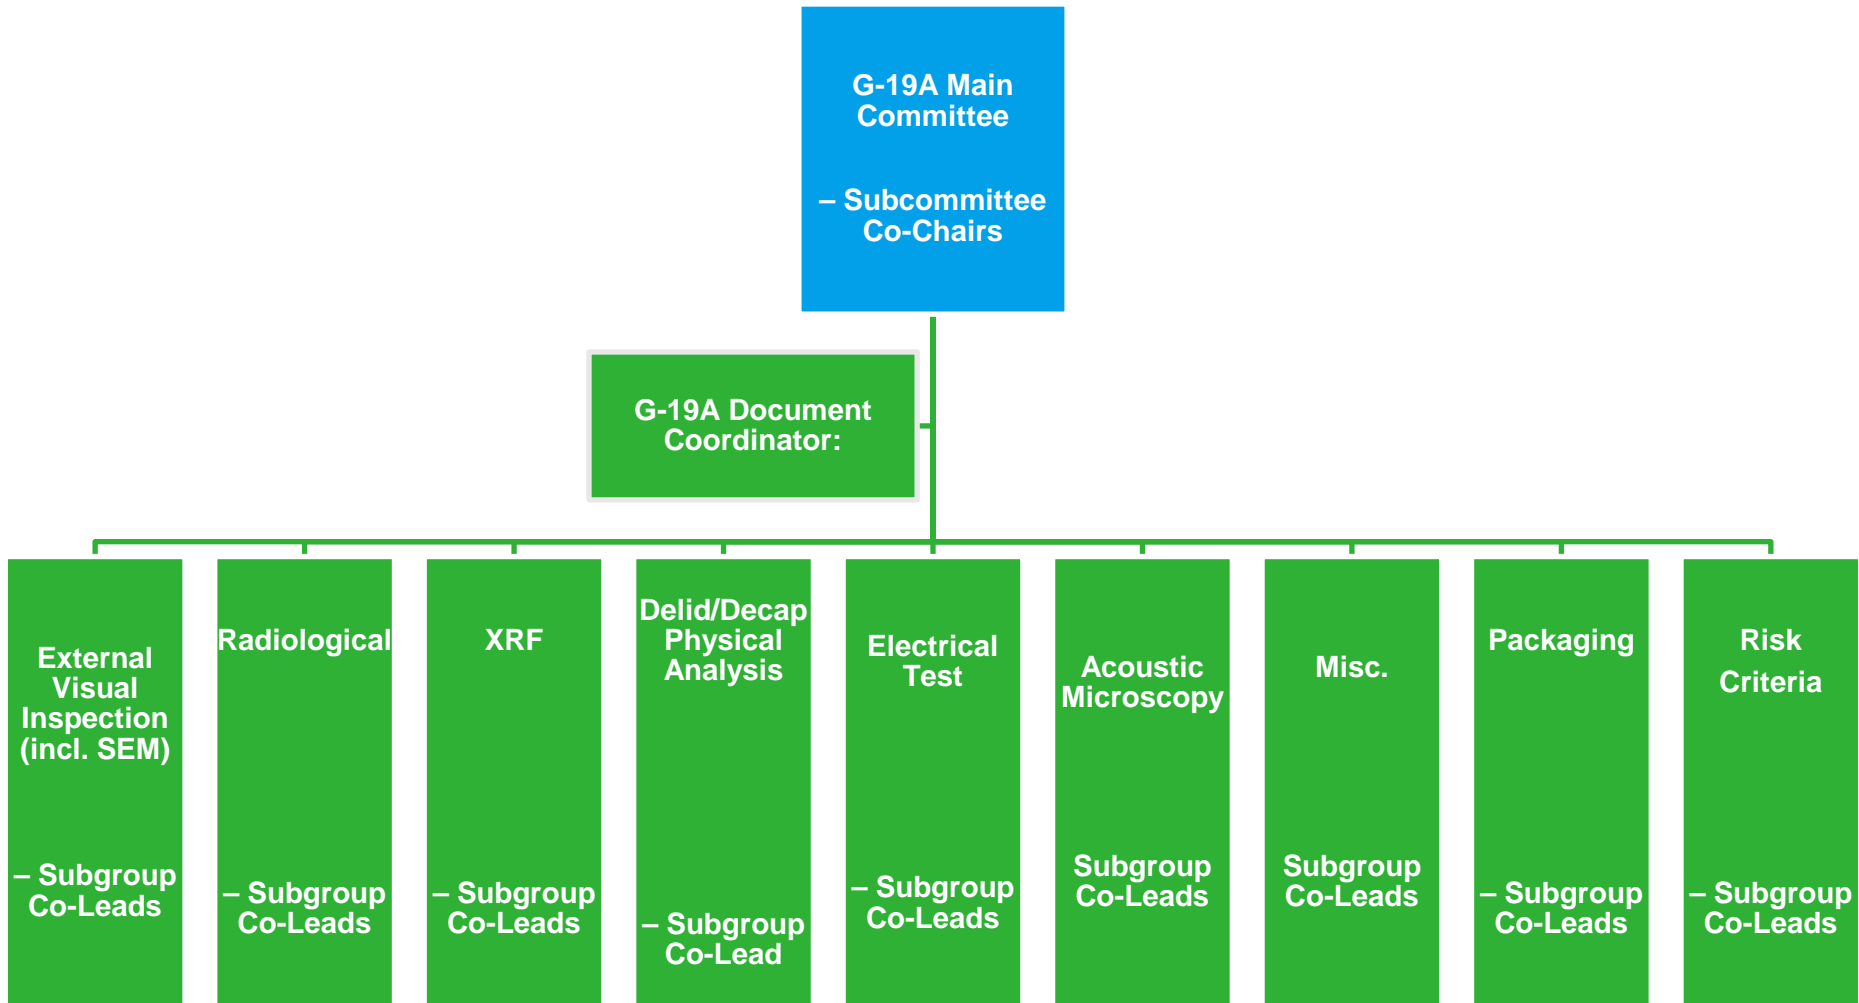 G-19A Main
Committee
– Subcommittee
Co-Chairs
G-19A Document
Coordinator:
External
Visual
Inspection
(incl. SEM)
– Subgroup
Co-Leads
Radiological
– Subgroup
Co-Leads
XRF
– Subgroup
Co-Leads
Delid/Decap
Physical
Analysis
– Subgroup
Co-Lead
Electrical
Test
– Subgroup
Co-Leads
Acoustic
Microscopy
Subgroup
Co-Leads
Misc.
Subgroup
Co-Leads
Packaging
– Subgroup
Co-Leads
Risk
Criteria
– Subgroup
Co-Leads